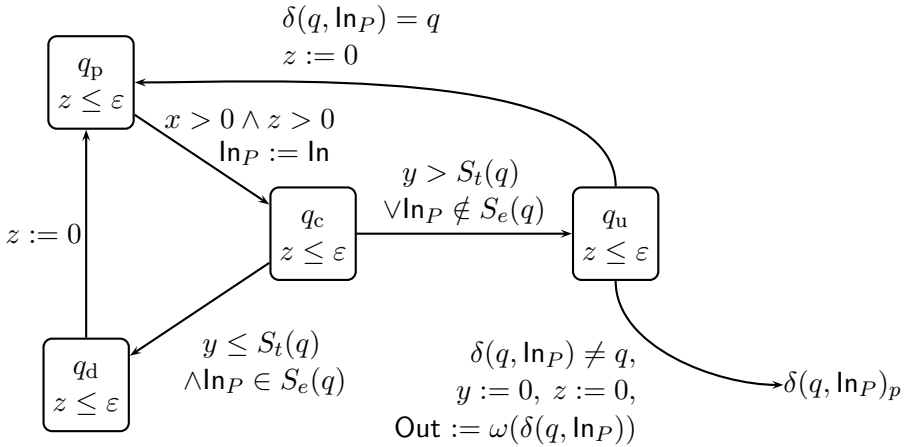 δ(q, In_P) = q
z := 0
q_p
z ≤ ε
x > 0 ∧ z > 0
In_P := In
y > S_t(q)
∨In_P ∉ S_e(q)
z := 0
q_c
z ≤ ε
q_u
z ≤ ε
y ≤ S_t(q)
∧In_P ∈ S_e(q)
q_d
z ≤ ε
δ(q, In_P) ≠ q,
y := 0, z := 0,
Out := ω(δ(q, In_P))
δ(q, In_P)_p